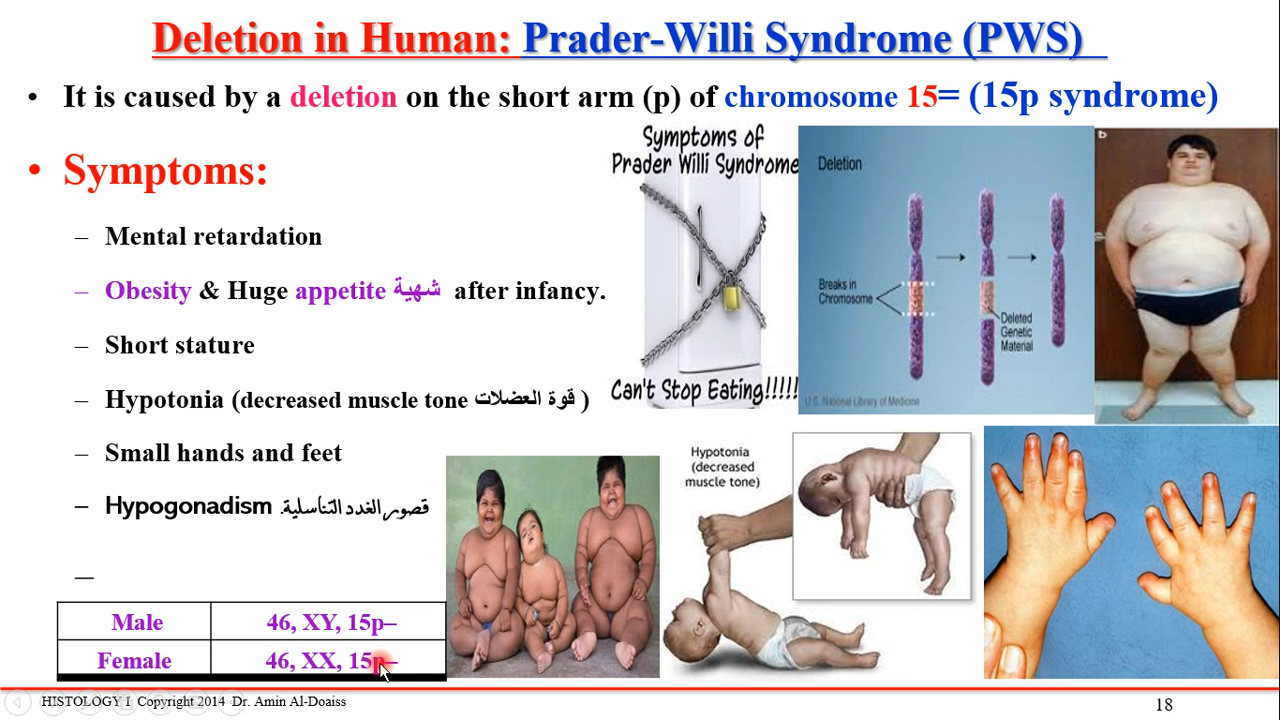 Deletion in Human: Prader-Willi Syndrome (PWS)
• It is caused by a deletion on the short arm (p) of chromosome 15= (15p syndrome)
• Symptoms:
– Mental retardation
– Obesity & Huge appetite شهية after infancy.
– Short stature
– Hypotonia (decreased muscle tone قوة العضلات )
– Small hands and feet
– Hypogonadism قصور الغدد التناسلية.
–
Male 46, XY, 15p–
Female 46, XX, 15p–
Symptoms of
Prader Willi Syndrome
Can't Stop Eating!!!!!
Deletion
Breaks in
Chromosome
Deleted
Genetic
Material
U.S. National Library of Medicine
b
Hypotonia
(decreased
muscle tone)
HISTOLOGY I Copyright 2014 Dr. Amin Al-Doaiss
18